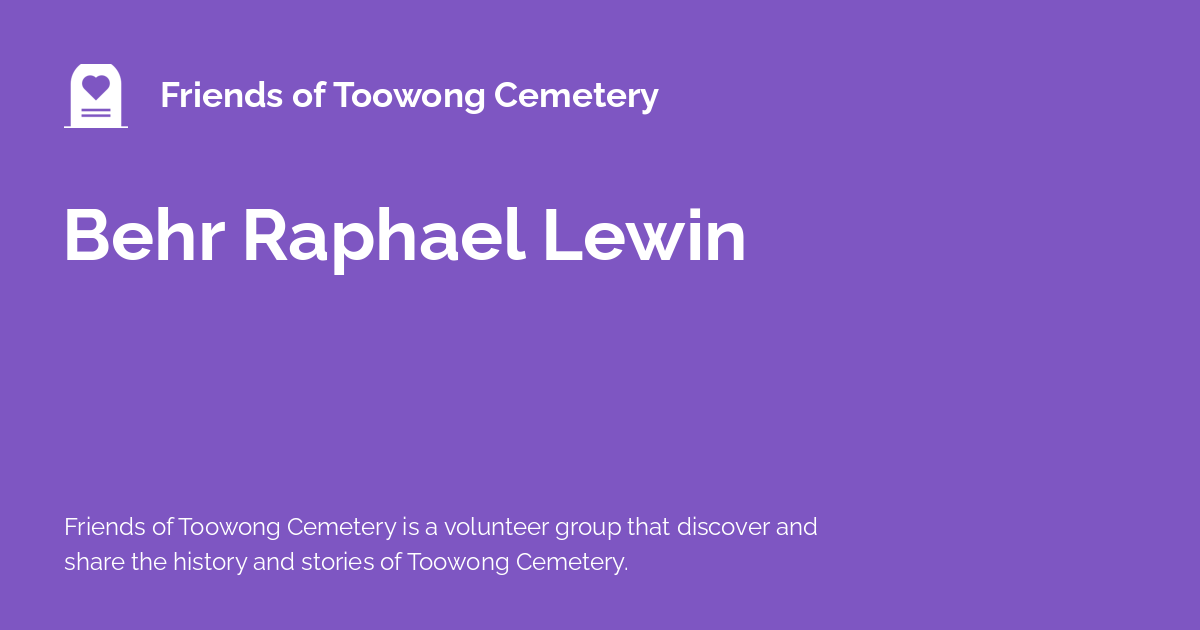 Friends of Toowong Cemetery
Behr Raphael Lewin
Friends of Toowong Cemetery is a volunteer group that discover and
share the history and stories of Toowong Cemetery.